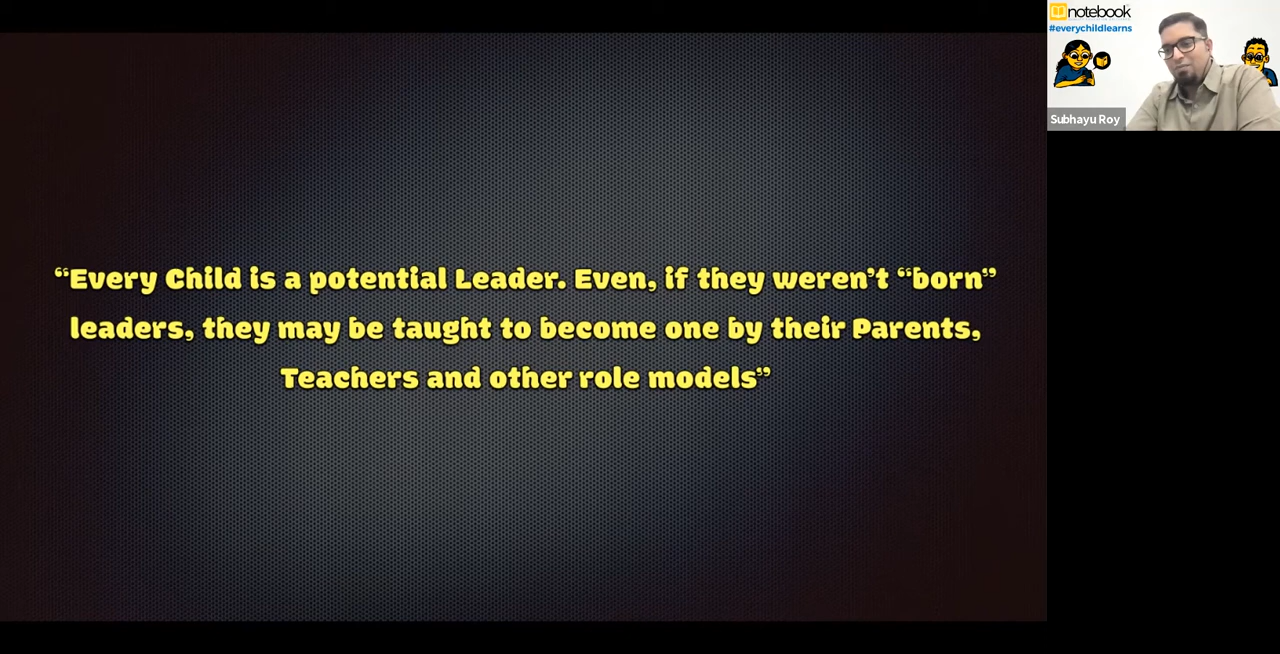 “Every Child is a potential Leader. Even, if they weren’t “born”
leaders, they may be taught to become one by their Parents,
Teachers and other role models”
notebook
#everychildlearns
Subhayu Roy